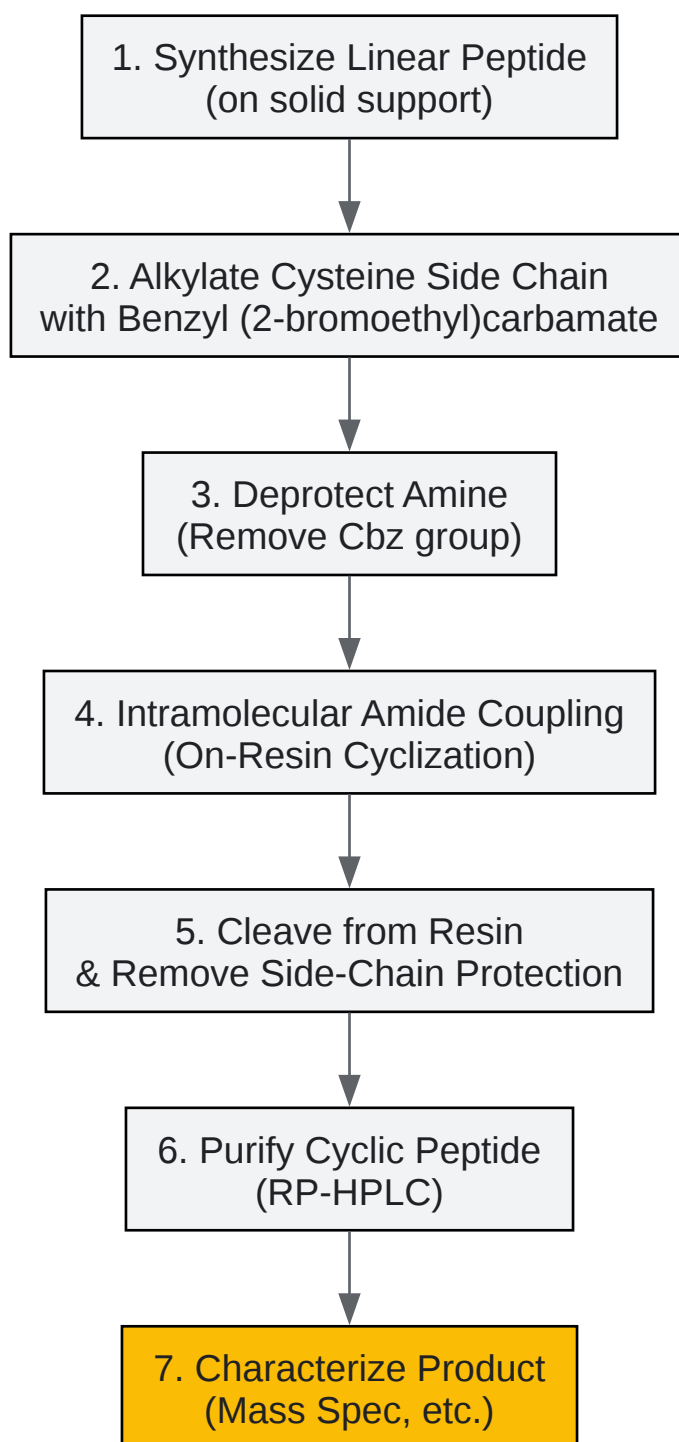 1. Synthesize Linear Peptide
(on solid support)
2. Alkylate Cysteine Side Chain
with Benzyl (2-bromoethyl)carbamate
3. Deprotect Amine
(Remove Cbz group)
4. Intramolecular Amide Coupling
(On-Resin Cyclization)
5. Cleave from Resin
& Remove Side-Chain Protection
6. Purify Cyclic Peptide
(RP-HPLC)
7. Characterize Product
(Mass Spec, etc.)